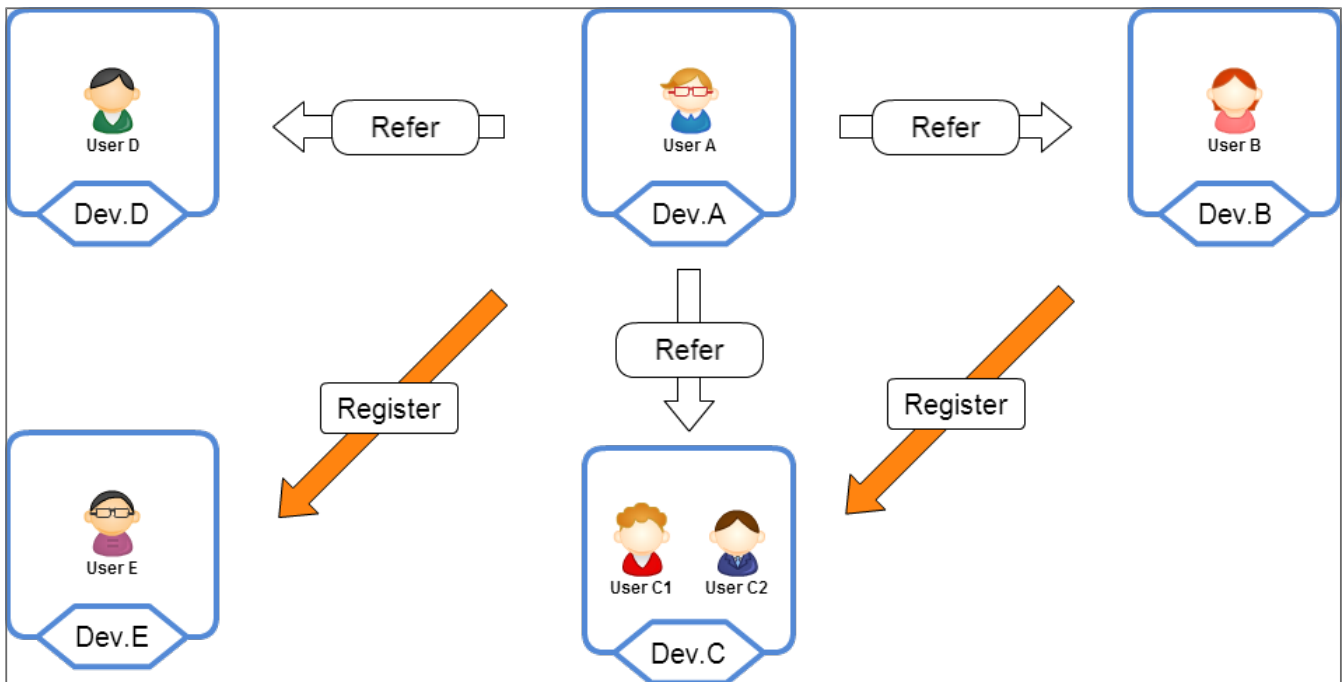 User D
Dev.D
Refer
User A
Dev.A
Refer
User B
Dev.B
Refer
Register
Register
User E
Dev.E
User C1
User C2
Dev.C